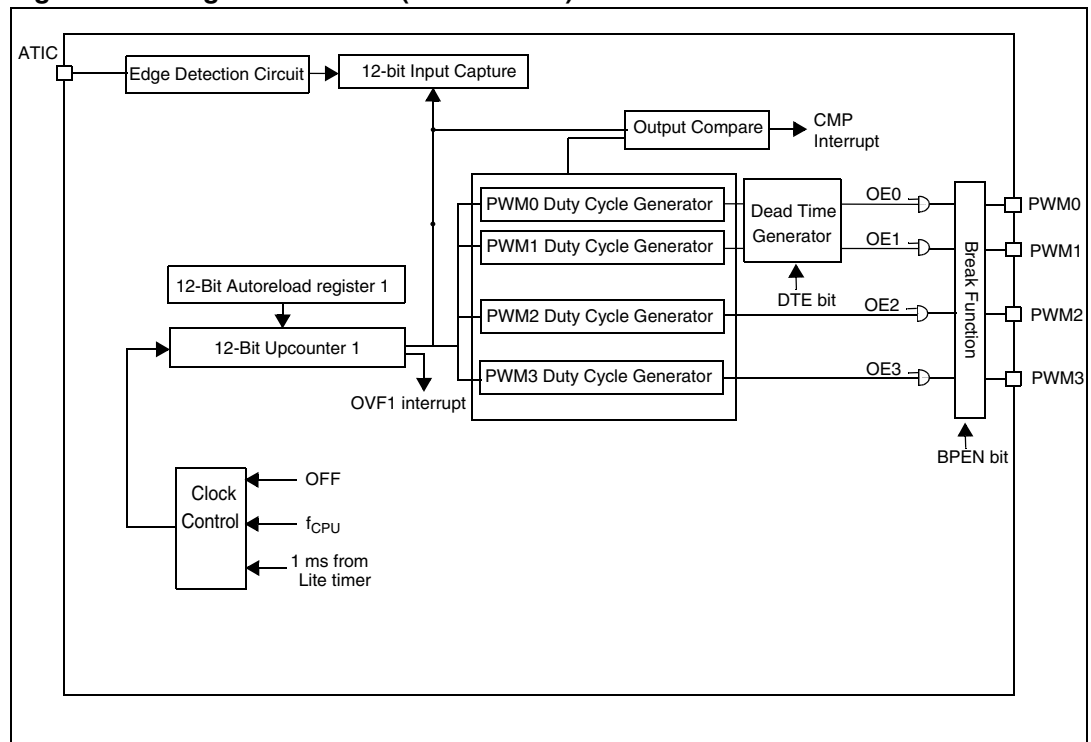 ATIC
Edge Detection Circuit
12-bit Input Capture
Output Compare
CMP
Interrupt
PWM0 Duty Cycle Generator
PWM1 Duty Cycle Generator
PWM2 Duty Cycle Generator
PWM3 Duty Cycle Generator
Dead Time
Generator
DTE bit
OE0
OE1
OE2
OE3
Break Function
BPEN bit
PWM0
PWM1
PWM2
PWM3
12-Bit Autoreload register 1
12-Bit Upcounter 1
OVF1 interrupt
Clock
Control
OFF
fCPU
1 ms from
Lite timer